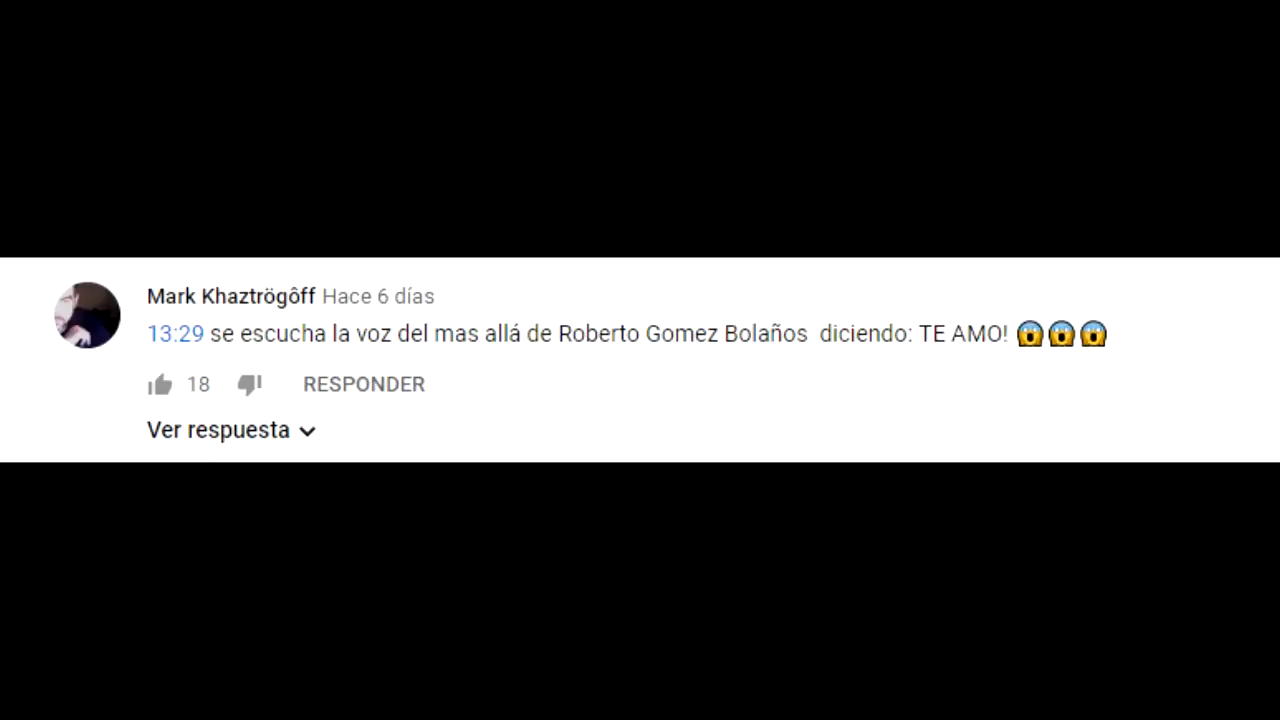 Mark Khaztrögôff Hace 6 días
13:29 se escucha la voz del mas allá de Roberto Gomez Bolaños  diciendo: TE AMO! 😱😱😱
18 RESPONDER
Ver respuesta